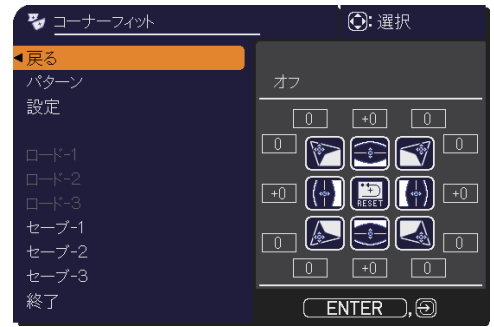 コーナーフィット
: 選択
戻る
パターン
オフ
設定
0 +0 0
0 0
ロード-1
ロード-2
+0 RESET +0
ロード-3
セーブ-1
セーブ-2
0 0
セーブ-3
0 +0 0
終了
ENTER ,